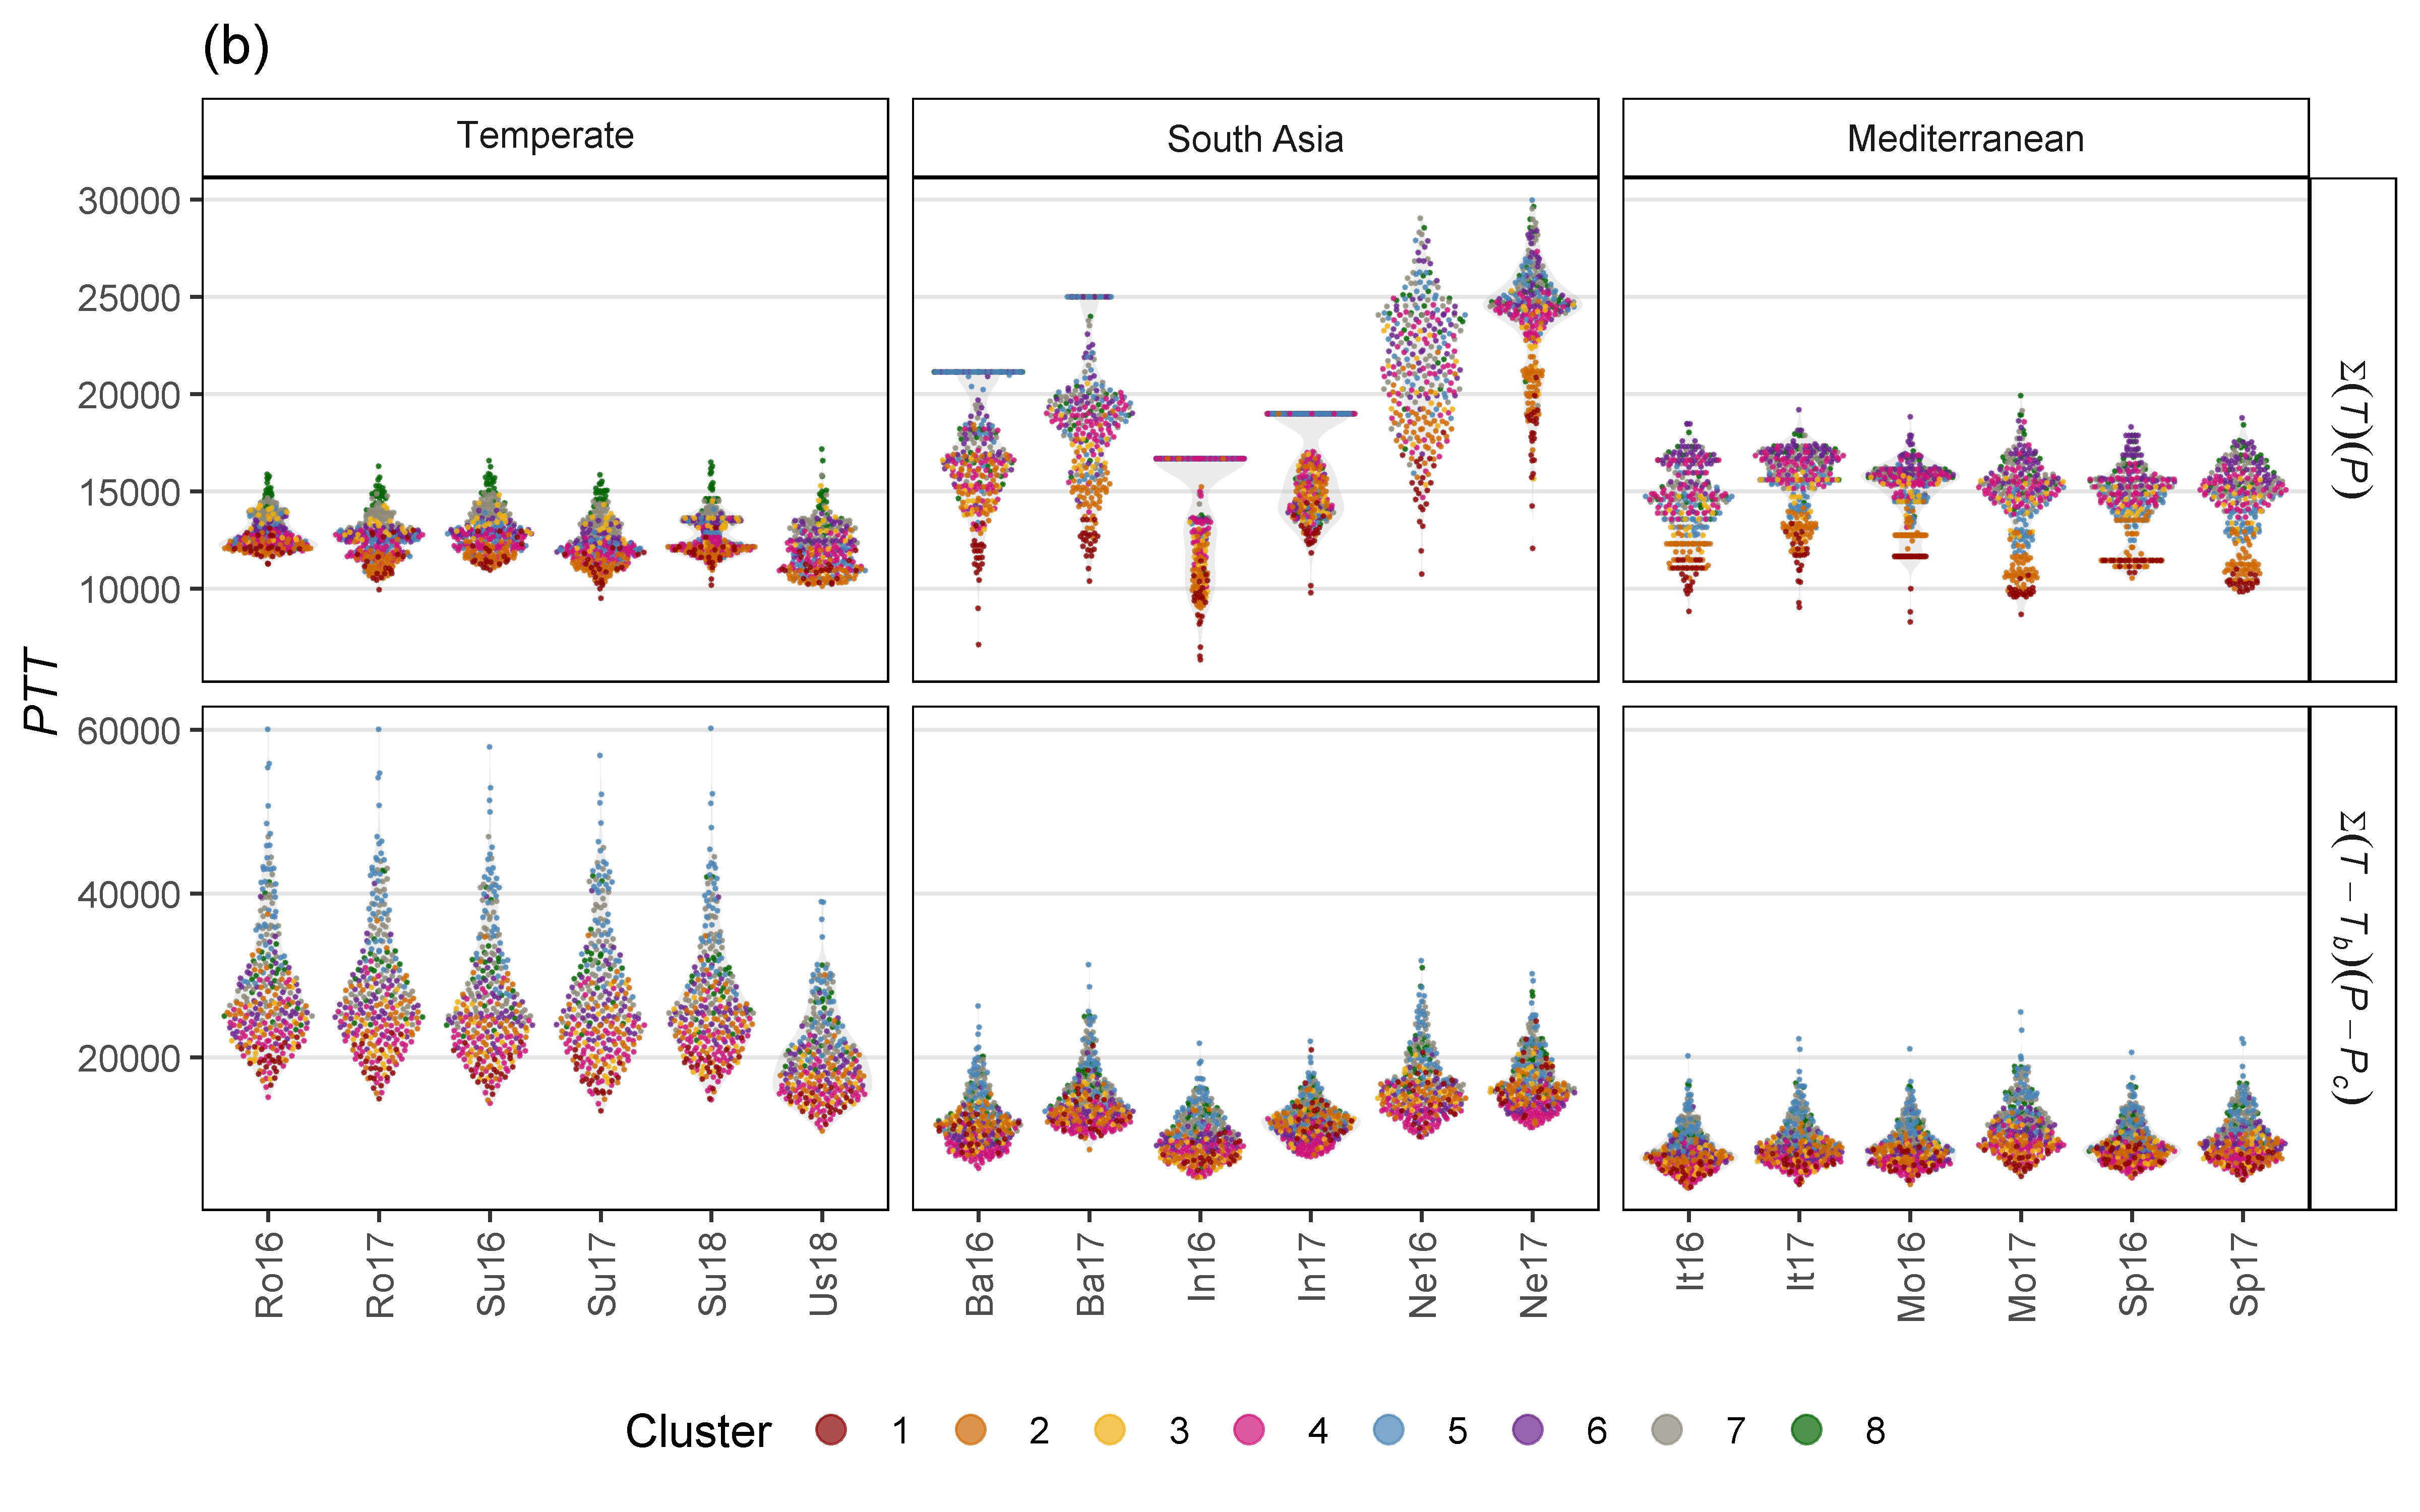 (b)
Temperate
South Asia
Mediterranean
30000
25000
20000
15000
10000
Σ(T)(P)
PTT
60000
40000
20000
Σ(T − Tb)(P − Pc)
Ro16
Ro17
Su16
Su17
Su18
Us18
Ba16
Ba17
In16
In17
Ne16
Ne17
It16
It17
Mo16
Mo17
Sp16
Sp17
Cluster 1 2 3 4 5 6 7 8